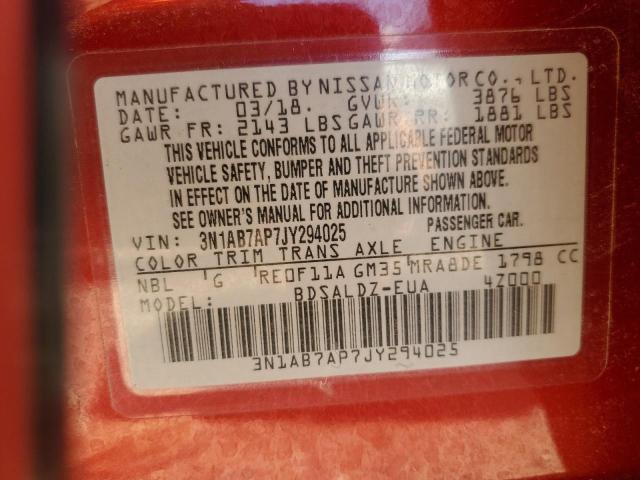 MANUFACTURED BY NISSAN MOTOR CO., LTD.
DATE: 03/18. GVWR: 3876 LBS
GAWR FR: 2143 LBS GAWR RR: 1881 LBS
THIS VEHICLE CONFORMS TO ALL APPLICABLE FEDERAL MOTOR
VEHICLE SAFETY, BUMPER AND THEFT PREVENTION STANDARDS
IN EFFECT ON THE DATE OF MANUFACTURE SHOWN ABOVE.
SEE OWNER'S MANUAL FOR ADDITIONAL INFORMATION.
VIN: 3N1AB7AP7JY294025 PASSENGER CAR.
COLOR TRIM TRANS AXLE ENGINE
NBL G RE0F11A GM35 MRA8DE 1798 CC
MODEL: BDSALDZ-EUA 4Z000
3N1AB7AP7JY294025